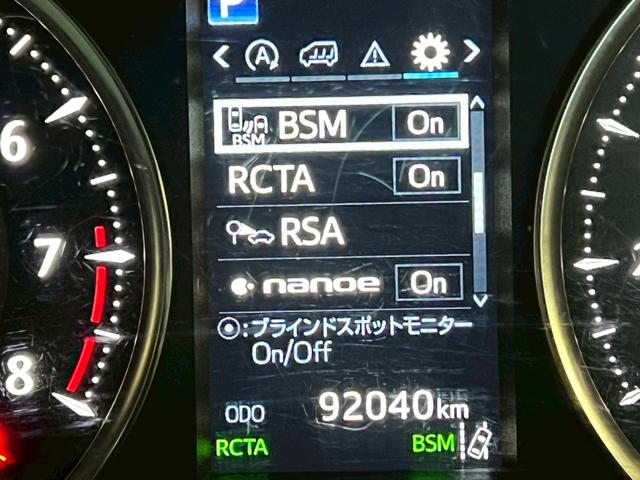 P
A
BSM BSM On
RCTA On
RSA
nanoe On
:ブラインドスポットモニター
On/Off
ODO 92040km
RCTA BSM
6
7
8